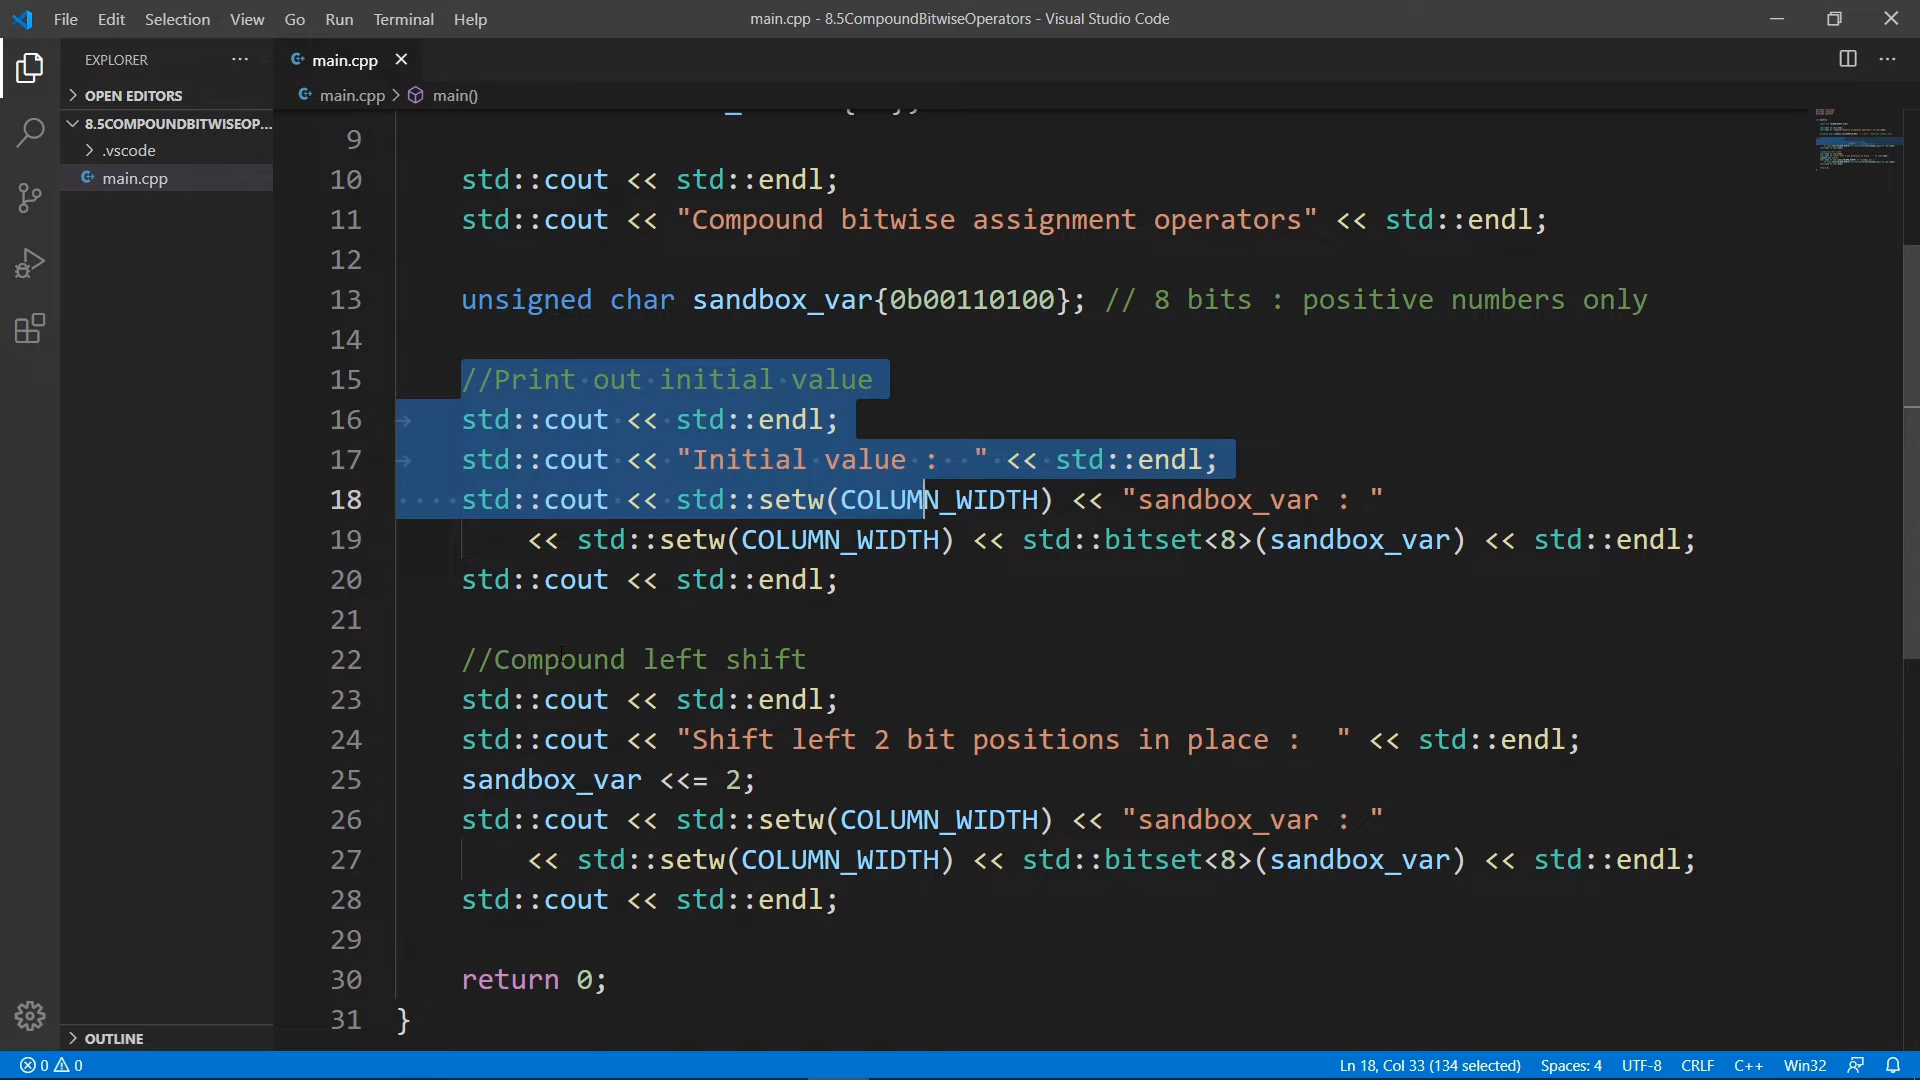 File Edit Selection View Go Run Terminal Help
main.cpp - 8.5CompoundBitwiseOperators - Visual Studio Code
EXPLORER
OPEN EDITORS
8.5COMPOUNDBITWISEOP...
.vscode
main.cpp
OUTLINE
main.cpp
main.cpp > main()
9
10 std::cout << std::endl;
11 std::cout << "Compound bitwise assignment operators" << std::endl;
12
13 unsigned char sandbox_var{0b00110100}; // 8 bits : positive numbers only
14
15 //Print out initial value
16 std::cout << std::endl;
17 std::cout << "Initial value :  " << std::endl;
18 std::cout << std::setw(COLUMN_WIDTH) << "sandbox_var : "
19 << std::setw(COLUMN_WIDTH) << std::bitset<8>(sandbox_var) << std::endl;
20 std::cout << std::endl;
21
22 //Compound left shift
23 std::cout << std::endl;
24 std::cout << "Shift left 2 bit positions in place :  " << std::endl;
25 sandbox_var <<= 2;
26 std::cout << std::setw(COLUMN_WIDTH) << "sandbox_var : "
27 << std::setw(COLUMN_WIDTH) << std::bitset<8>(sandbox_var) << std::endl;
28 std::cout << std::endl;
29
30 return 0;
31 }
0 0
Ln 18, Col 33 (134 selected) Spaces: 4 UTF-8 CRLF C++ Win32